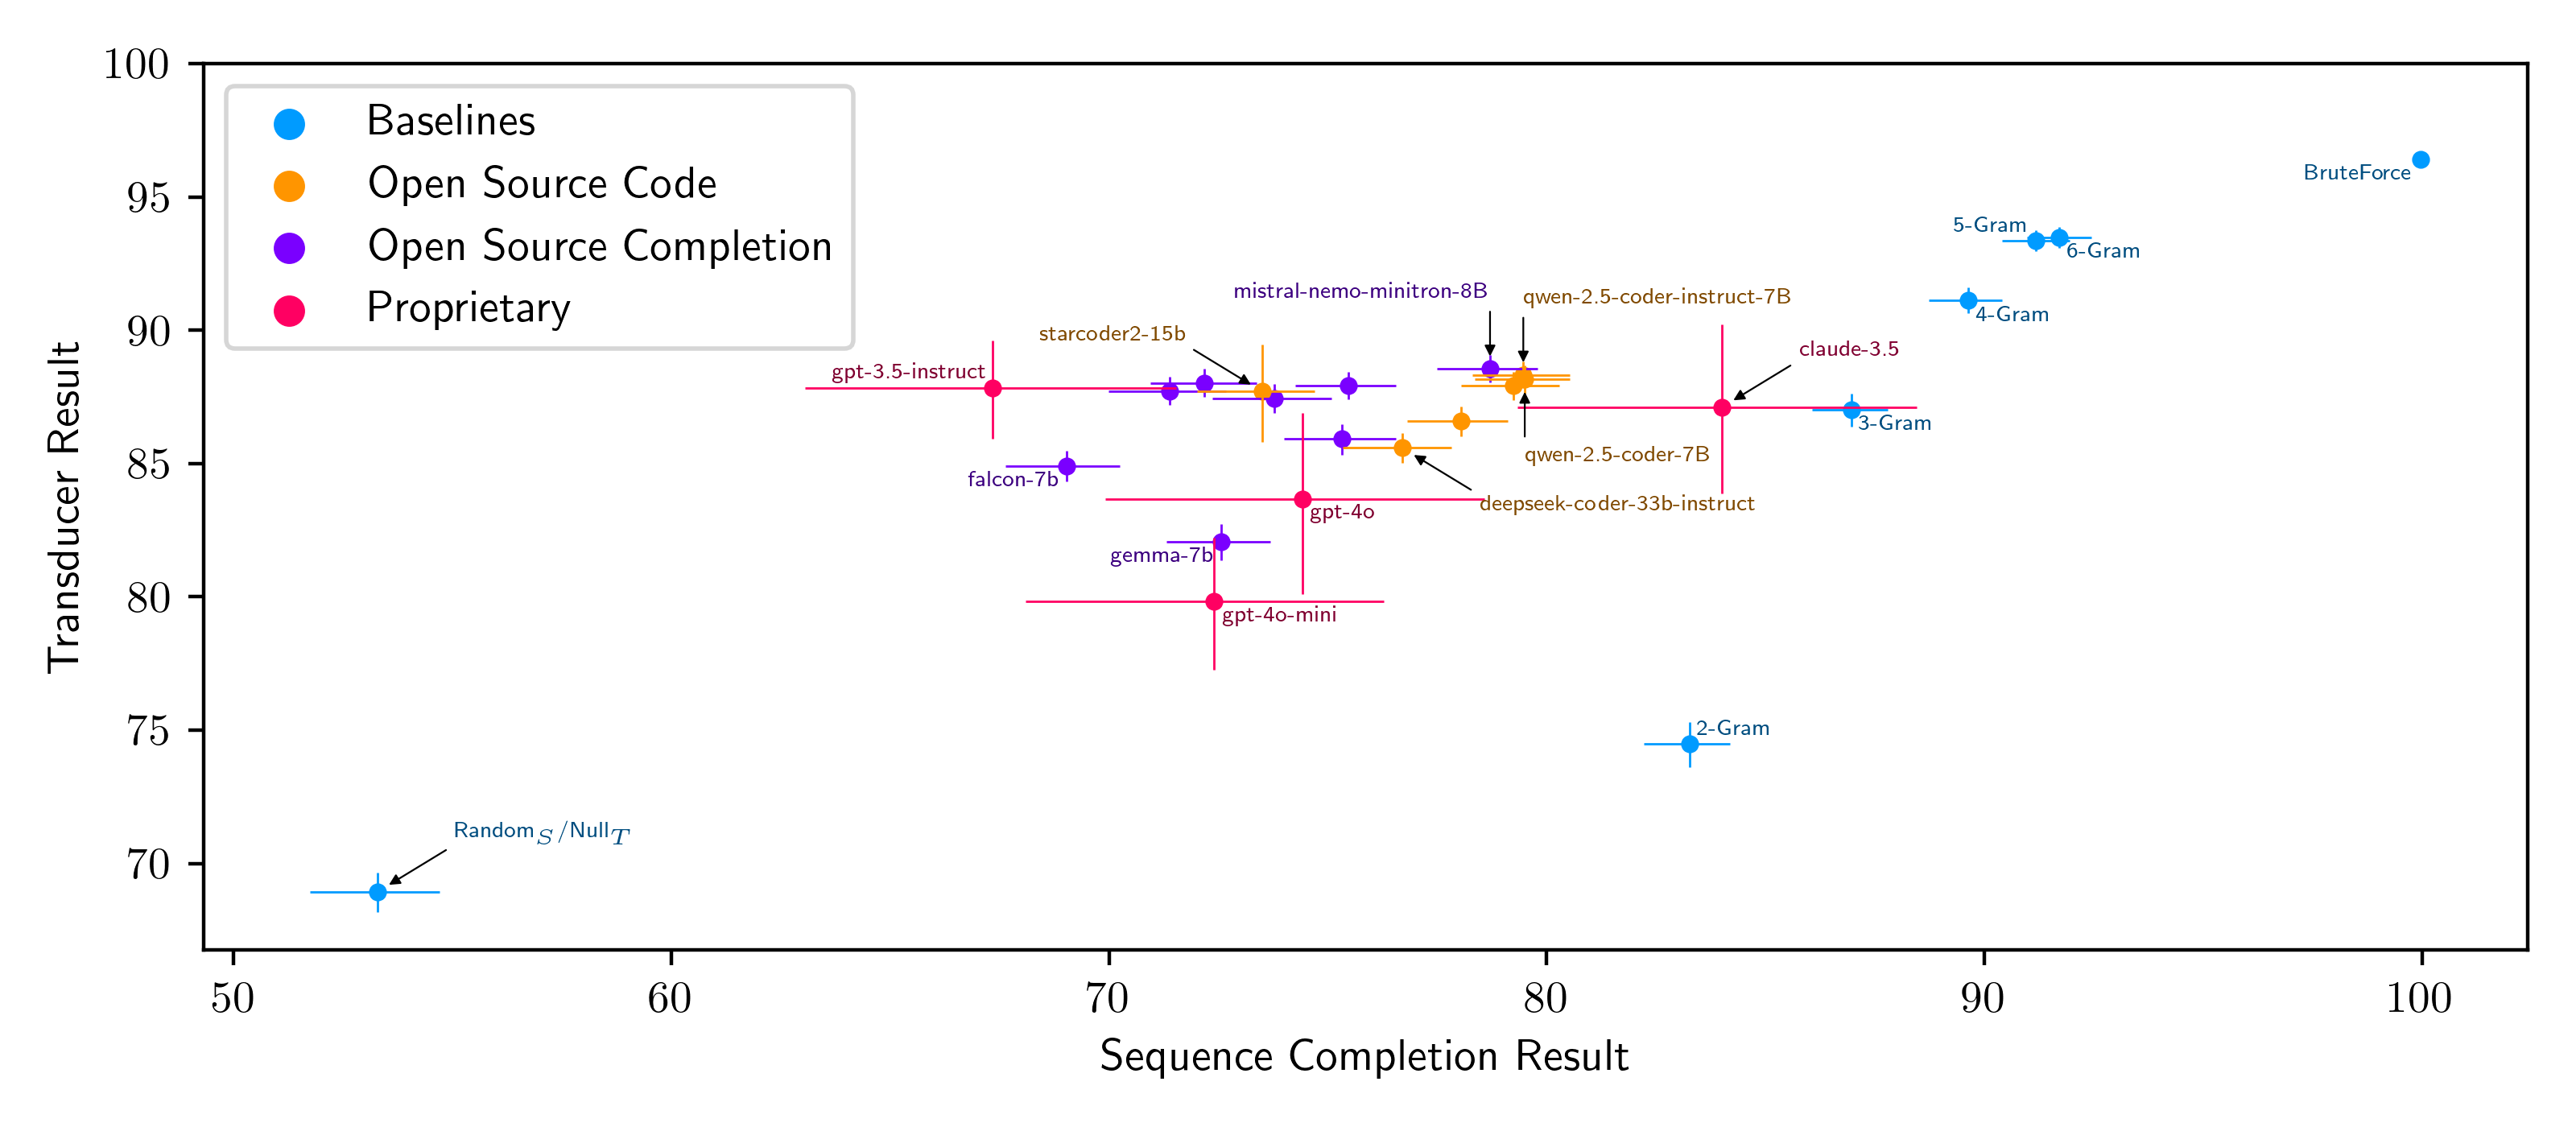 100
95
90
85
80
75
70
Transducer Result
Baselines
Open Source Code
Open Source Completion
Proprietary
BruteForce
5-Gram
6-Gram
4-Gram
mistral-nemo-minitron-8B
qwen-2.5-coder-instruct-7B
starcoder2-15b
claude-3.5
gpt-3.5-instruct
3-Gram
qwen-2.5-coder-7B
falcon-7b
deepseek-coder-33b-instruct
gpt-4o
gemma-7b
gpt-4o-mini
2-Gram
Random_S/Null_T
50 60 70 80 90 100
Sequence Completion Result